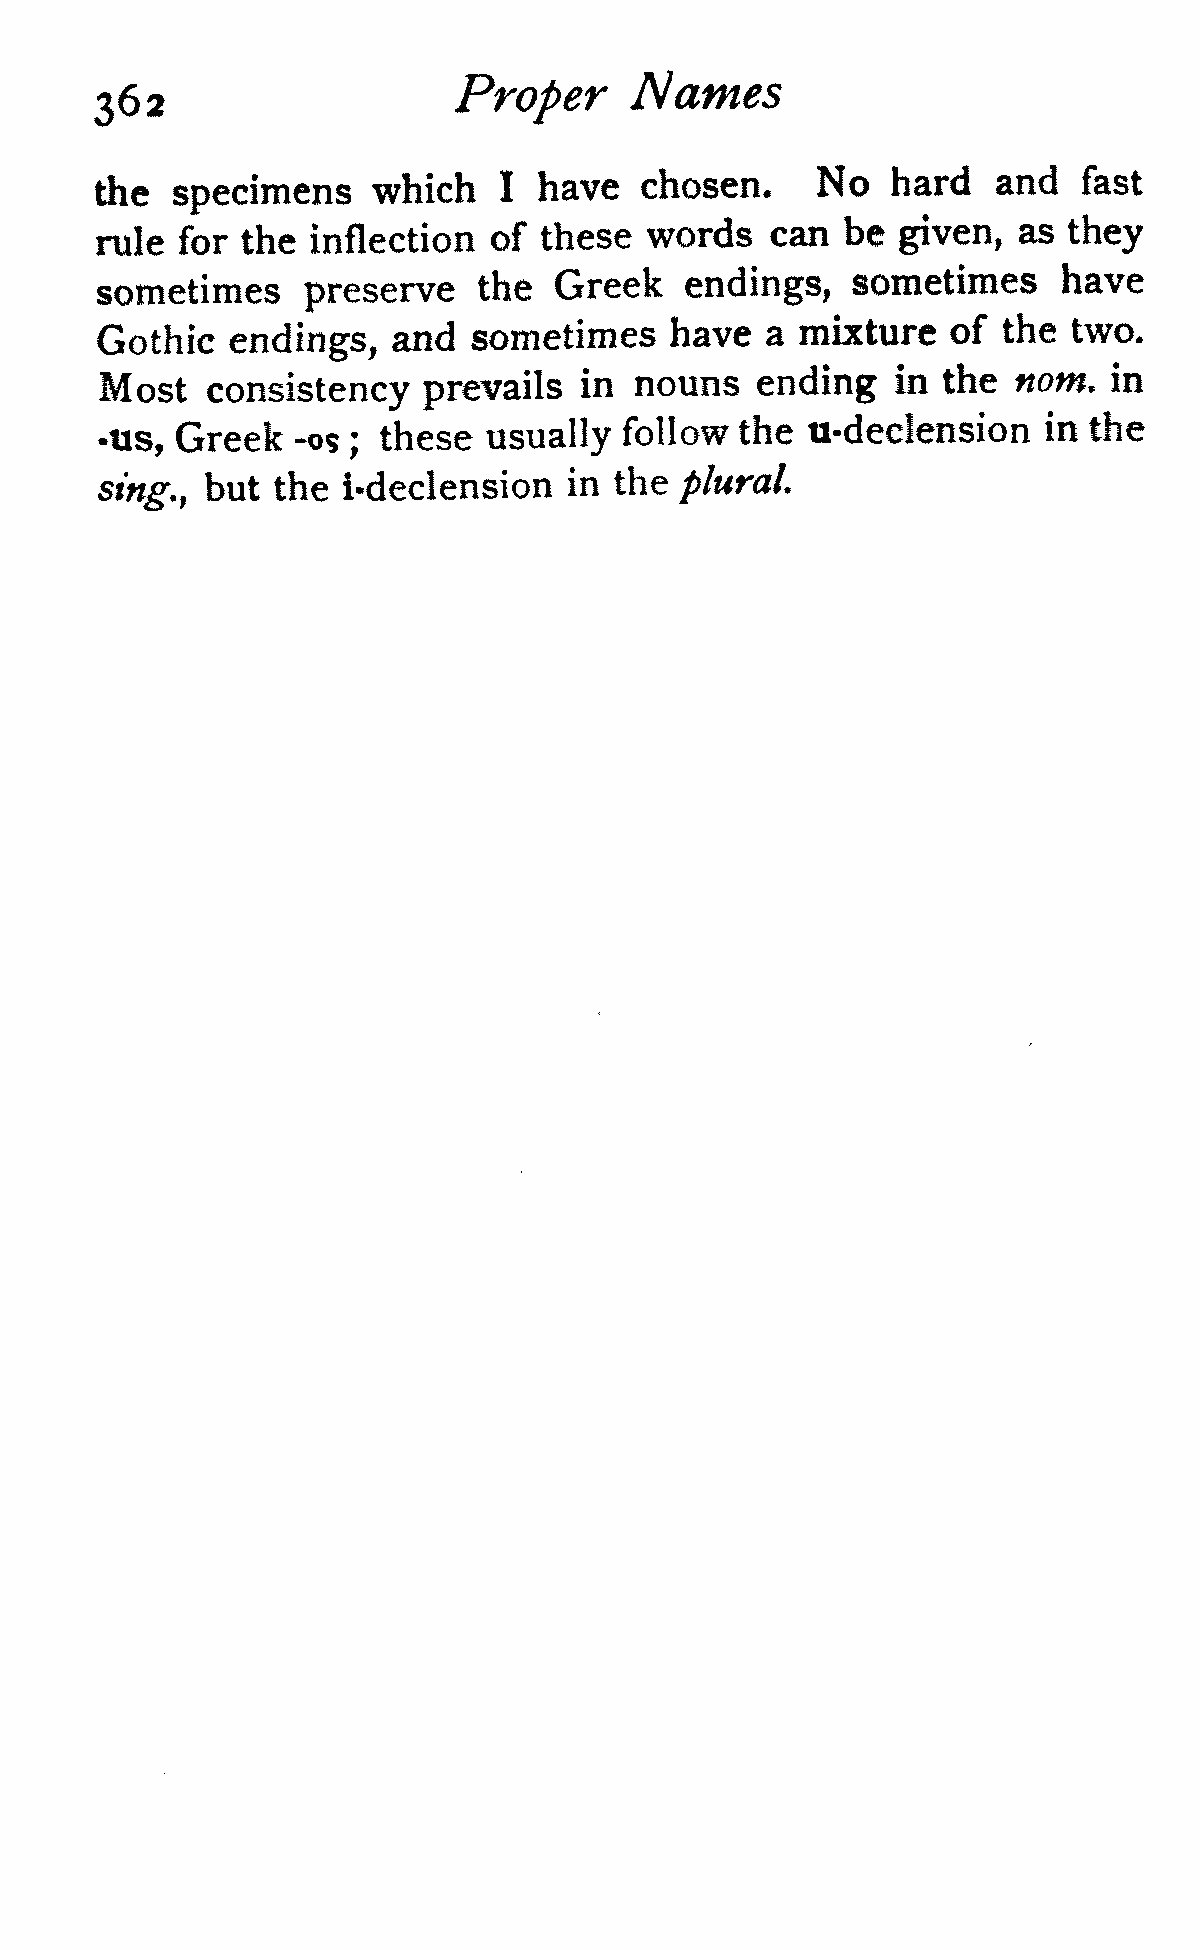 362 Proper Names
the specimens which I have chosen. No hard and fast
rule for the inflection of these words can be given, as they
sometimes preserve the Greek endings, sometimes have
Gothic endings, and sometimes have a mixture of the two.
Most consistency prevails in nouns ending in the nom. in
-us, Greek -ος ; these usually follow the u-declension in the
sing., but the i-declension in the plural.